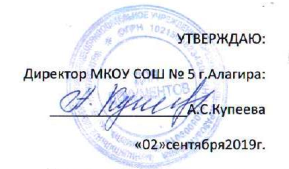 УТВЕРЖДАЮ:
Директор МКОУ СОШ № 5 г.Алагира:
А.С.Купеева
«02»сентября2019г.